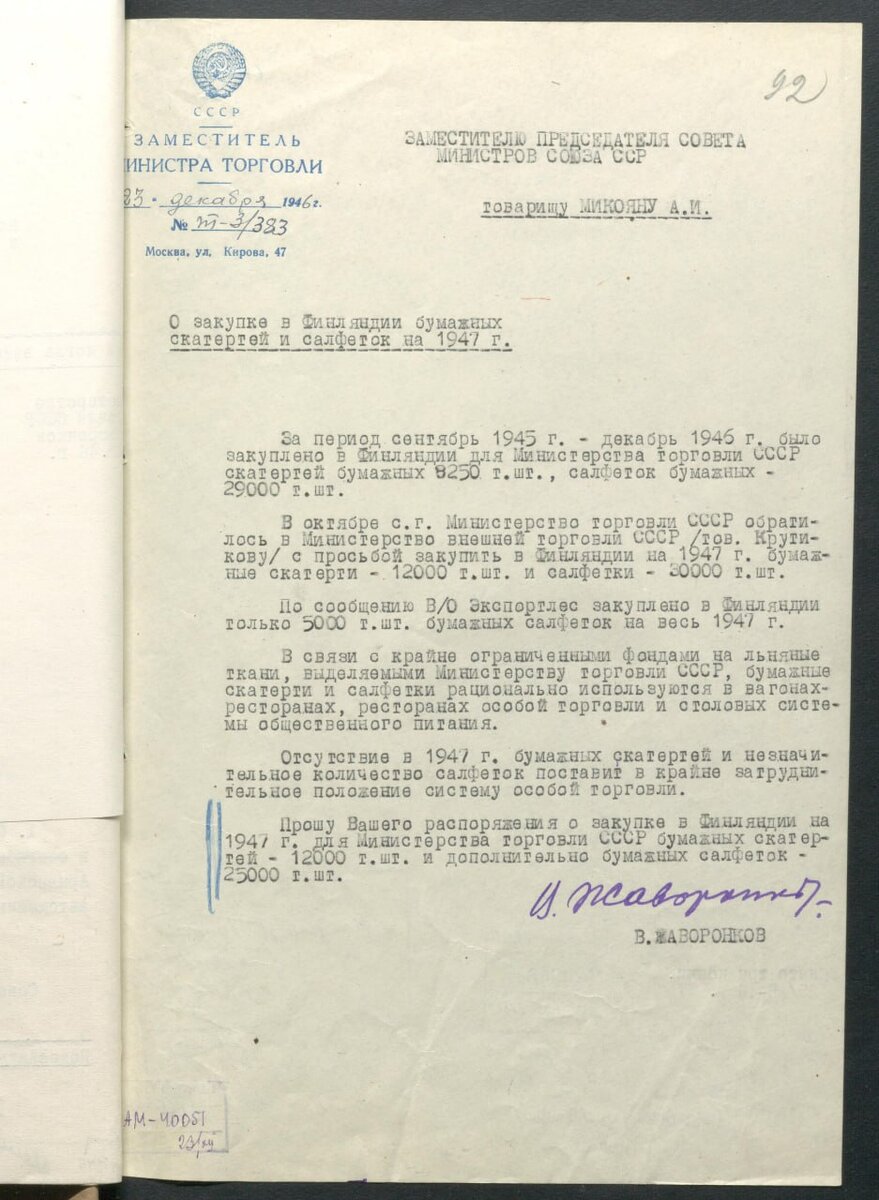 92
СССР
ЗАМЕСТИТЕЛЬ
ИНИСТРА ТОРГОВЛИ
23 " декабря 1946 г.
№ т-3/383
Москва, ул. Кирова, 47
ЗАМЕСТИТЕЛЮ ПРЕДСЕДАТЕЛЯ СОВЕТА
МИНИСТРОВ СОЮЗА ССР
товарищу МИКОЯНУ А.И.
О закупке в Финляндии бумажных
скатертей и салфеток на 1947 г.
За период сентябрь 1945 г. - декабрь 1946 г. было
закуплено в Финляндии для Министерства торговли СССР
скатертей бумажных 8250 т.шт., салфеток бумажных -
29000 т.шт.
В октябре с.г. Министерство торговли СССР обрати-
лось в Министерство внешней торговли СССР /тов. Крути-
кову/ с просьбой закупить в Финляндии на 1947 г. бумаж-
ные скатерти - 12000 т.шт. и салфетки - 30000 т.шт.
По сообщению В/О Экспортлес закуплено в Финляндии
только 5000 т.шт. бумажных салфеток на весь 1947 г.
В связи с крайне ограниченными фондами на льняные
ткани, выделяемыми Министерству торговли СССР, бумажные
скатерти и салфетки рационально используются в вагонах-
ресторанах, ресторанах особой торговли и столовых систе-
мы общественного питания.
Отсутствие в 1947 г. бумажных скатертей и незначи-
тельное количество салфеток поставит в крайне затрудни-
тельное положение систему особой торговли.
Прошу Вашего распоряжения о закупке в Финляндии на
1947 г. для Министерства торговли СССР бумажных скатер-
тей - 12000 т.шт. и дополнительно бумажных салфеток -
25000 т.шт.
В. Жаворонков
В.ЖАВОРОНКОВ
АМ-40051
23/XII